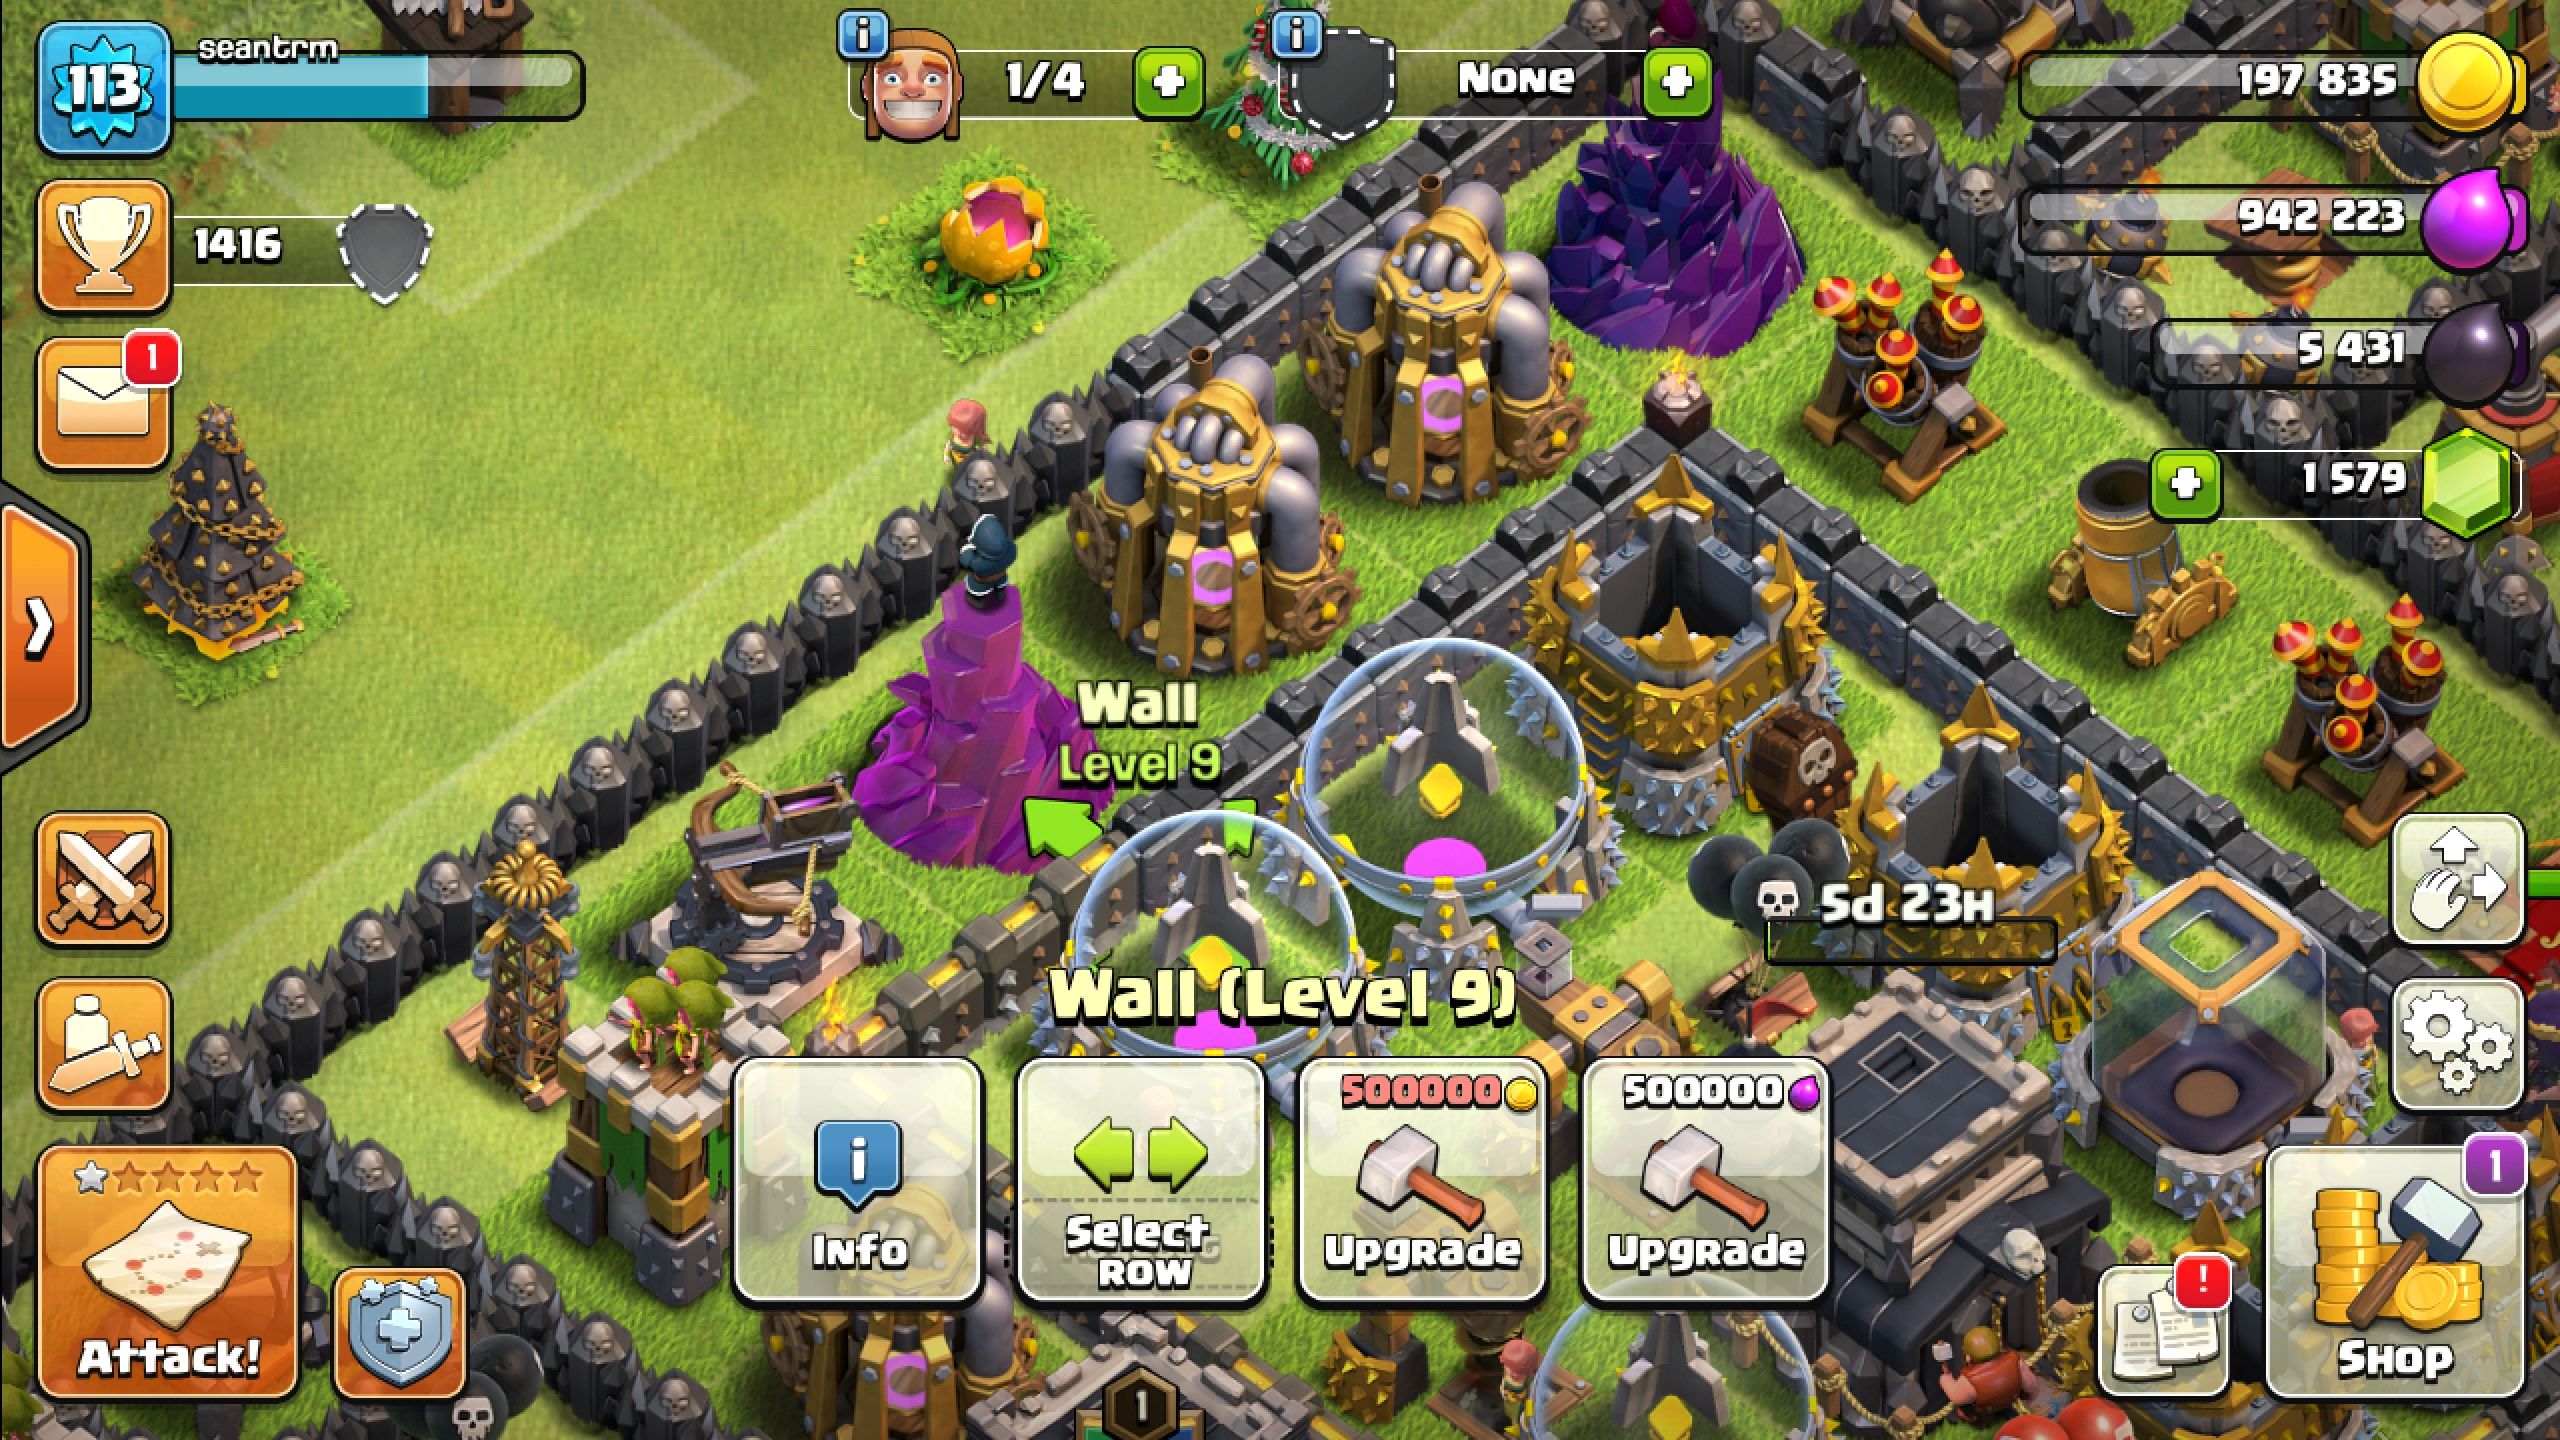 113
seantrm
i
1/4
i
None
197 835
1416
942 223
1
5 431
1 579
Wall
Level 9
5d 23H
Wall (Level 9)
500000
500000
i
Info
Select
ROW
Upgrade
Upgrade
1
!
Attack!
Shop
1